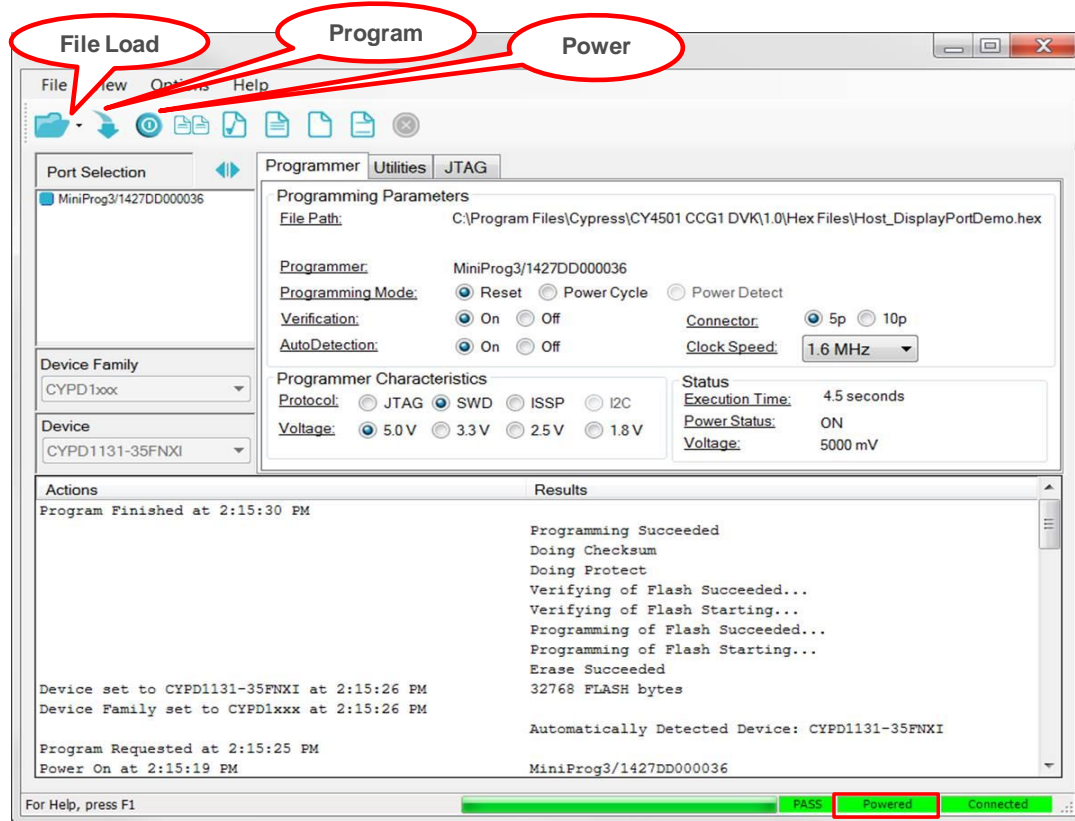 File Load
Program
Power
File View Options Help
Port Selection
MiniProg3/1427DD000036
Device Family
CYPD1xxx
Device
CYPD1131-35FNXI
Programmer Utilities JTAG
Programming Parameters
File Path: C:\Program Files\Cypress\CY4501 CCG1 DVK\1.0\Hex Files\Host_DisplayPortDemo.hex
Programmer: MiniProg3/1427DD000036
Programming Mode: Reset Power Cycle Power Detect
Verification: On Off Connector: 5p 10p
AutoDetection: On Off Clock Speed: 1.6 MHz
Programmer Characteristics
Protocol: JTAG SWD ISSP I2C
Voltage: 5.0 V 3.3 V 2.5 V 1.8 V
Status
Execution Time: 4.5 seconds
Power Status: ON
Voltage: 5000 mV
Actions Results
Program Finished at 2:15:30 PM
Programming Succeeded
Doing Checksum
Doing Protect
Verifying of Flash Succeeded...
Verifying of Flash Starting...
Programming of Flash Succeeded...
Programming of Flash Starting...
Erase Succeeded
Device set to CYPD1131-35FNXI at 2:15:26 PM 32768 FLASH bytes
Device Family set to CYPD1xxx at 2:15:26 PM
Automatically Detected Device: CYPD1131-35FNXI
Program Requested at 2:15:25 PM
Power On at 2:15:19 PM MiniProg3/1427DD000036
For Help, press F1 PASS Powered Connected